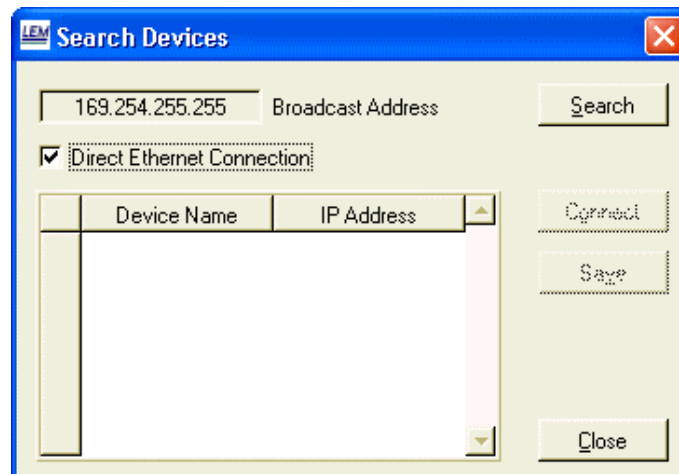 LEM Search Devices
169.254.255.255 Broadcast Address Search
Direct Ethernet Connection
Device Name IP Address
Connect
Save
Close